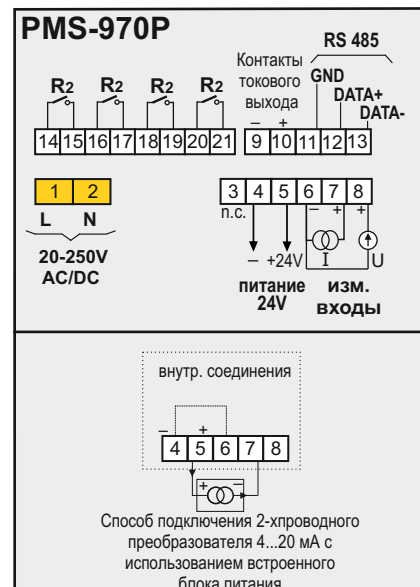 PMS-970P
RS 485
Контакты
токового
выхода
GND
DATA+
DATA-
R2 R2 R2 R2
– +
14 15 16 17 18 19 20 21 9 10 11 12 13
1 2
L N
20-250V
AC/DC
3 4 5 6 7 8
n.c. – + +
– +24V I U
питание
24V
изм.
входы
внутр. соединения
– +
4 5 6 7 8
+ –
Способ подключения 2-хпроводного
преобразователя 4...20 мА с
использованием встроенного
блока питания